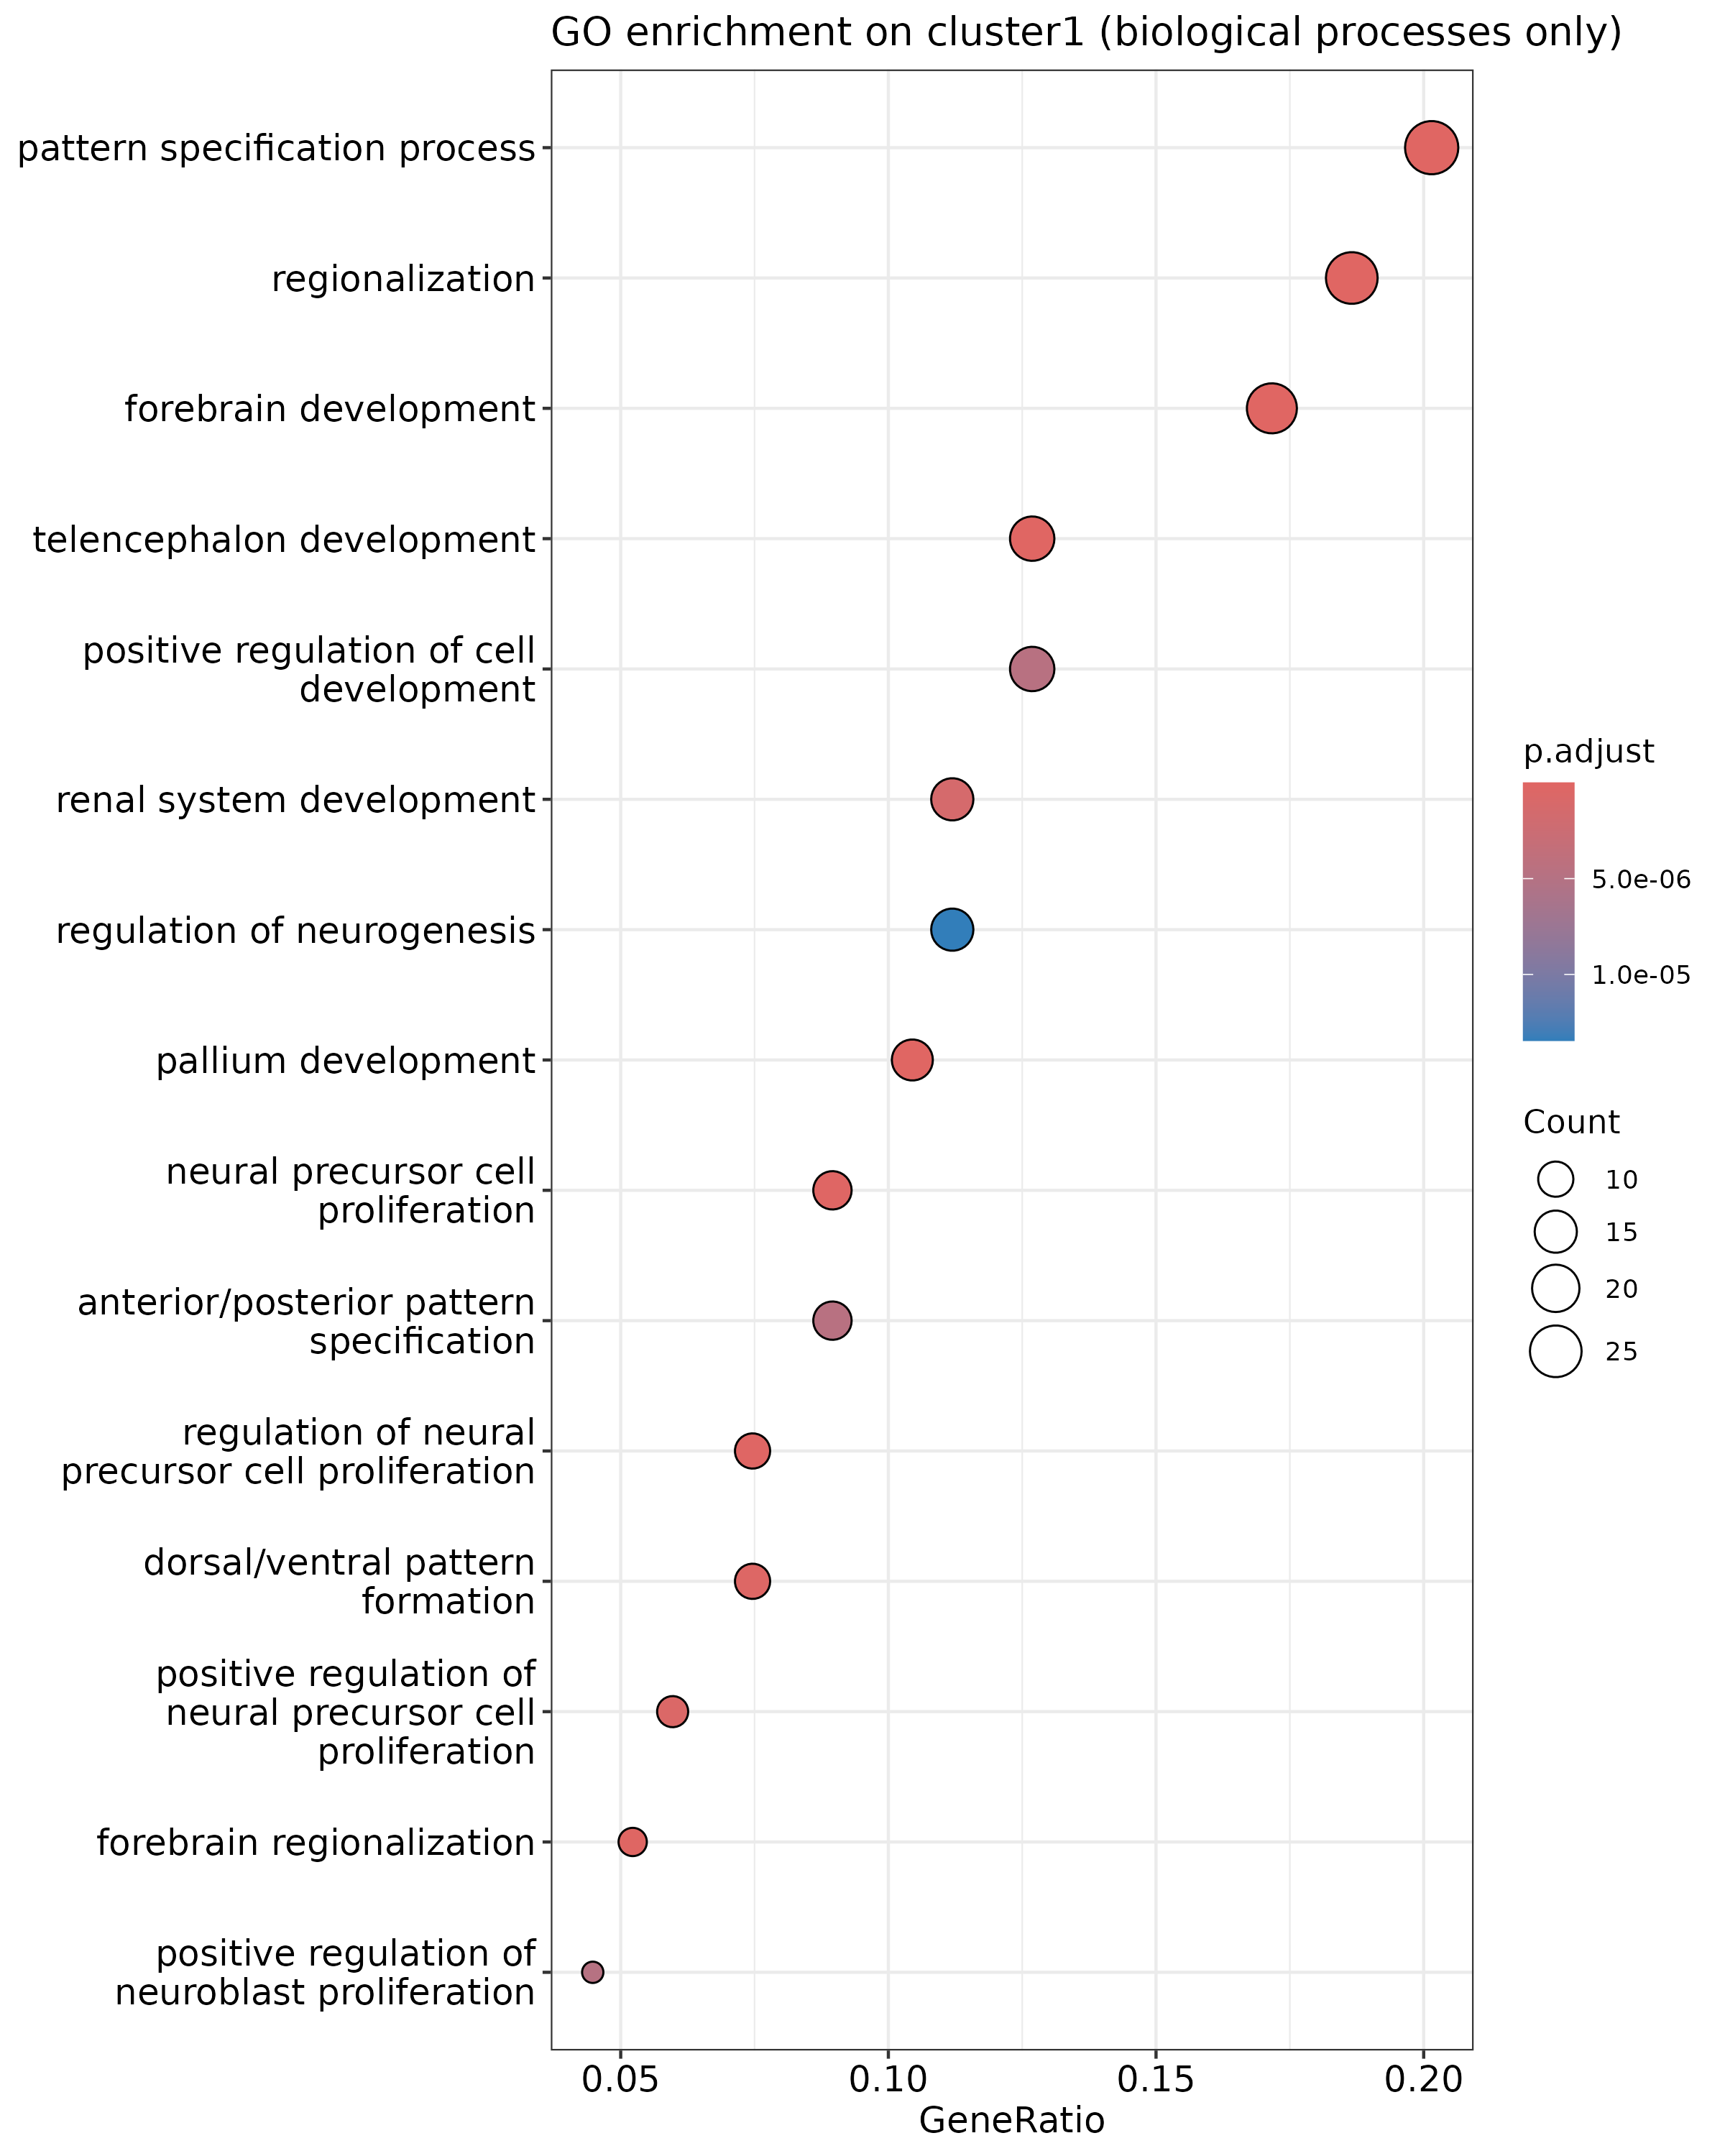 GO enrichment on cluster1 (biological processes only)
pattern specification process
regionalization
forebrain development
telencephalon development
positive regulation of cell
development
renal system development
regulation of neurogenesis
pallium development
neural precursor cell
proliferation
anterior/posterior pattern
specification
regulation of neural
precursor cell proliferation
dorsal/ventral pattern
formation
positive regulation of
neural precursor cell
proliferation
forebrain regionalization
positive regulation of
neuroblast proliferation
0.05 0.10 0.15 0.20
GeneRatio
p.adjust
5.0e-06
1.0e-05
Count
10
15
20
25